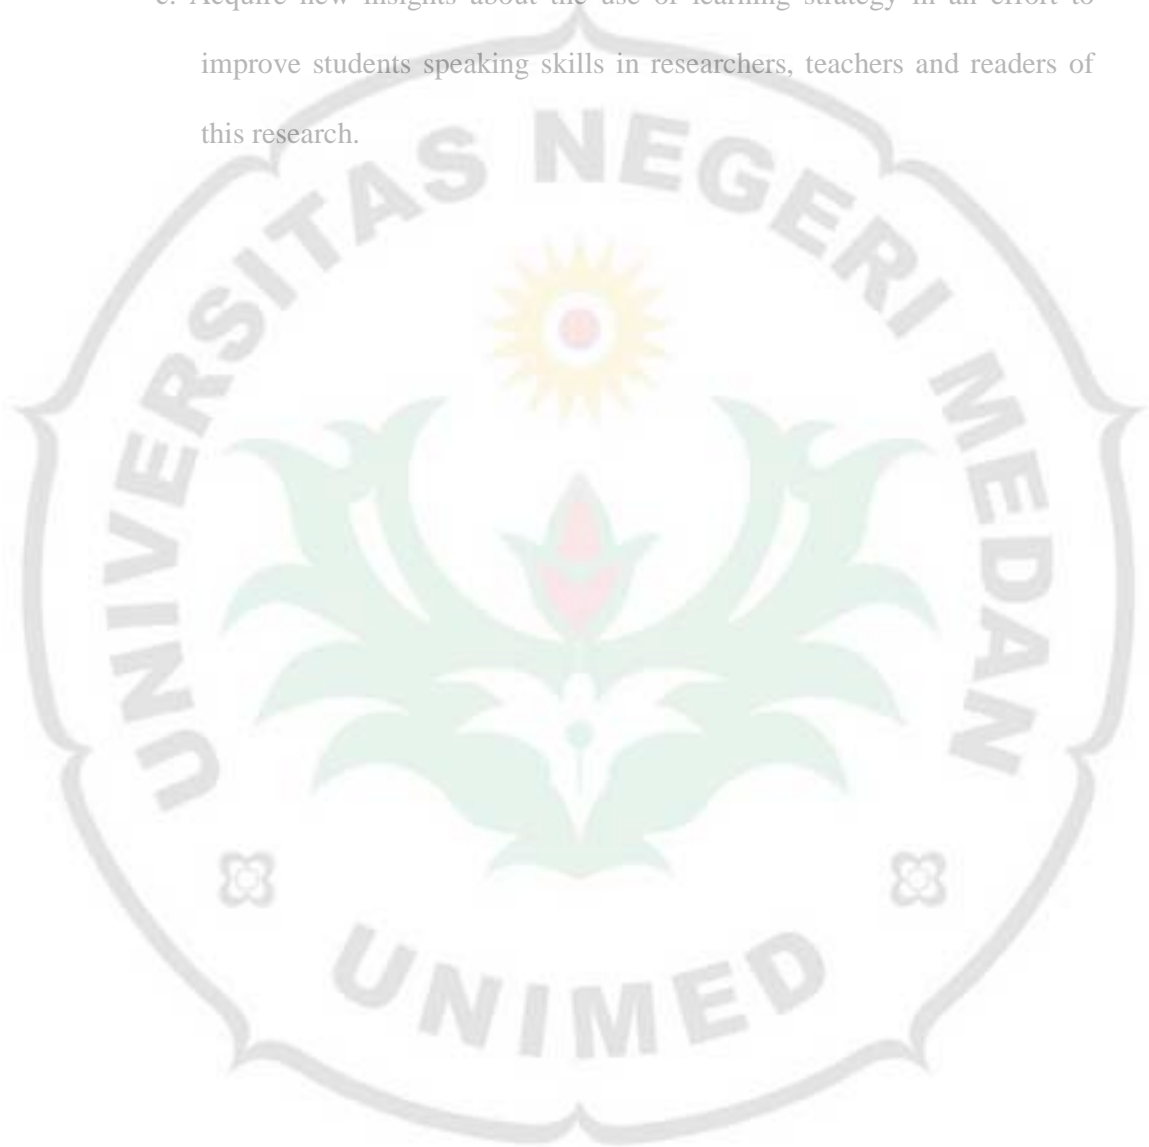 Acquire new insights about the use of learning strategy in an effort to
improve students speaking skills in researchers, teachers and readers of
this research.
UNIVERSITAS NEGERI MEDAN
UNIMED